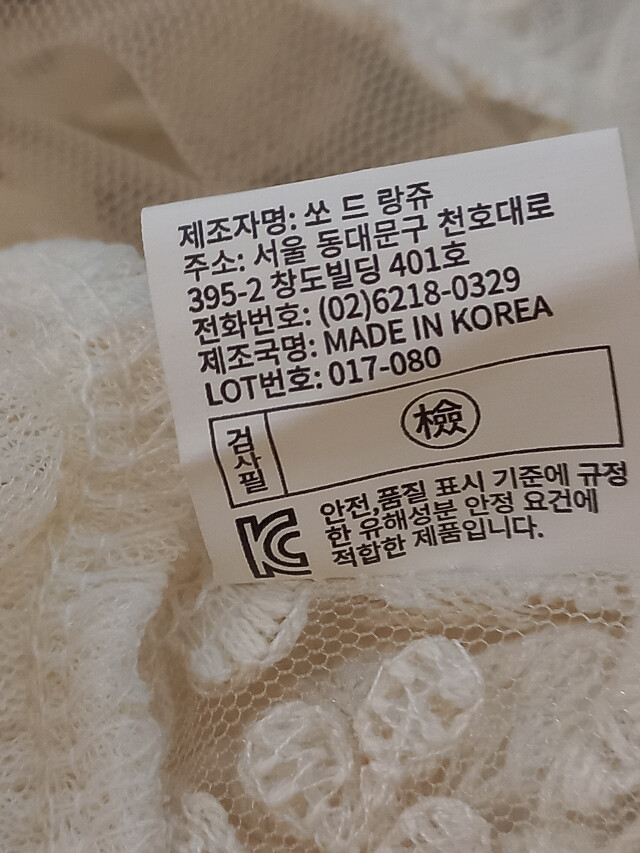 제조자명: 쏘 드 랑쥬
주소: 서울 동대문구 천호대로
395-2 창도빌딩 401호
전화번호: (02)6218-0329
제조국명: MADE IN KOREA
LOT번호: 017-080
검사필
檢
KC
안전,품질 표시 기준에 규정
한 유해성분 안정 요건에
적합한 제품입니다.